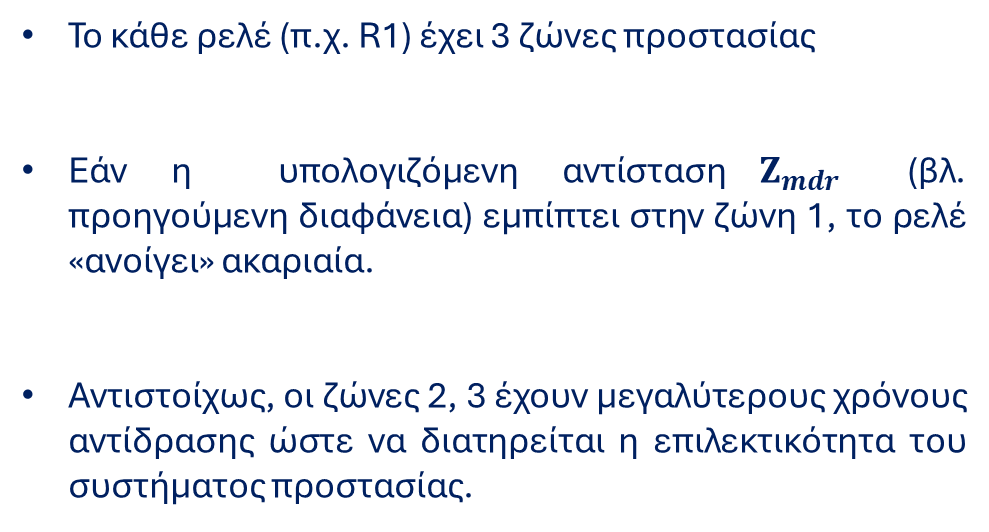 • Το κάθε ρελέ (π.χ. R1) έχει 3 ζώνες προστασίας
• Εάν η υπολογιζόμενη αντίσταση Z_mdr (βλ.
προηγούμενη διαφάνεια) εμπίπτει στην ζώνη 1, το ρελέ
«ανοίγει» ακαριαία.
• Αντιστοίχως, οι ζώνες 2, 3 έχουν μεγαλύτερους χρόνους
αντίδρασης ώστε να διατηρείται η επιλεκτικότητα του
συστήματος προστασίας.